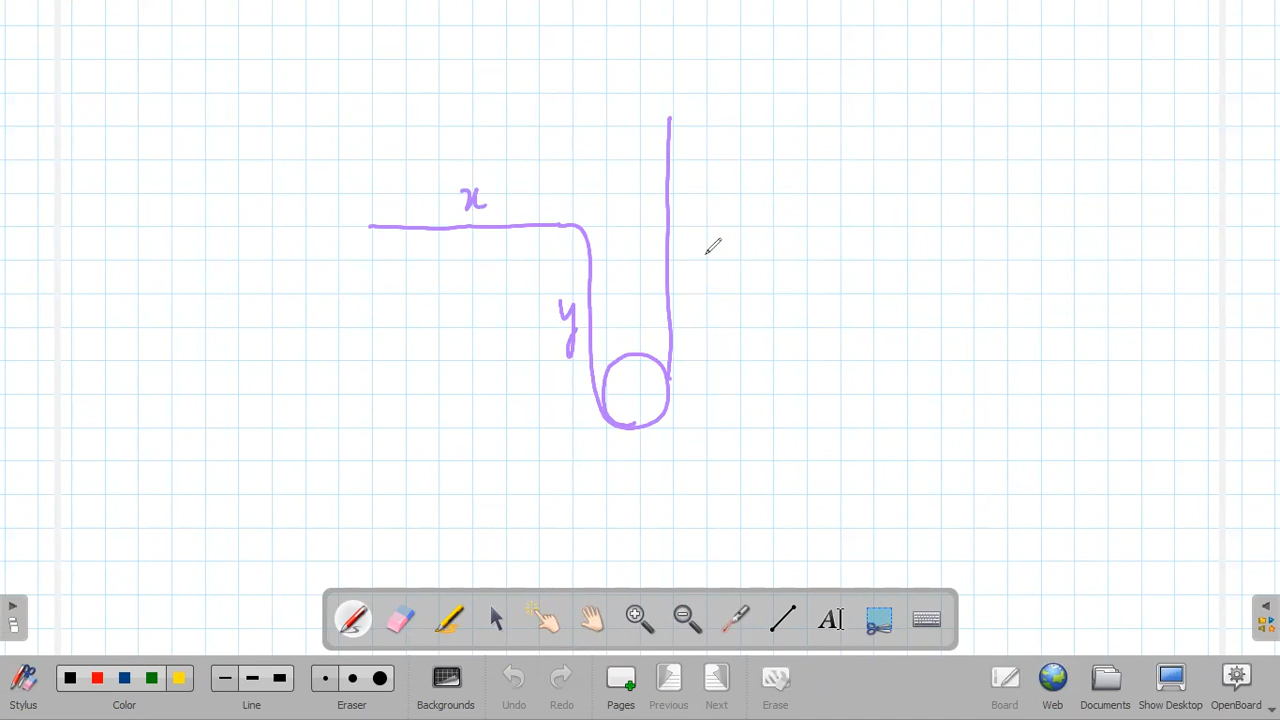 x
y
Stylus
Color
Line
Eraser
Backgrounds
Undo
Redo
Pages
Previous
Next
Erase
Board
Web
Documents
Show Desktop
OpenBoard